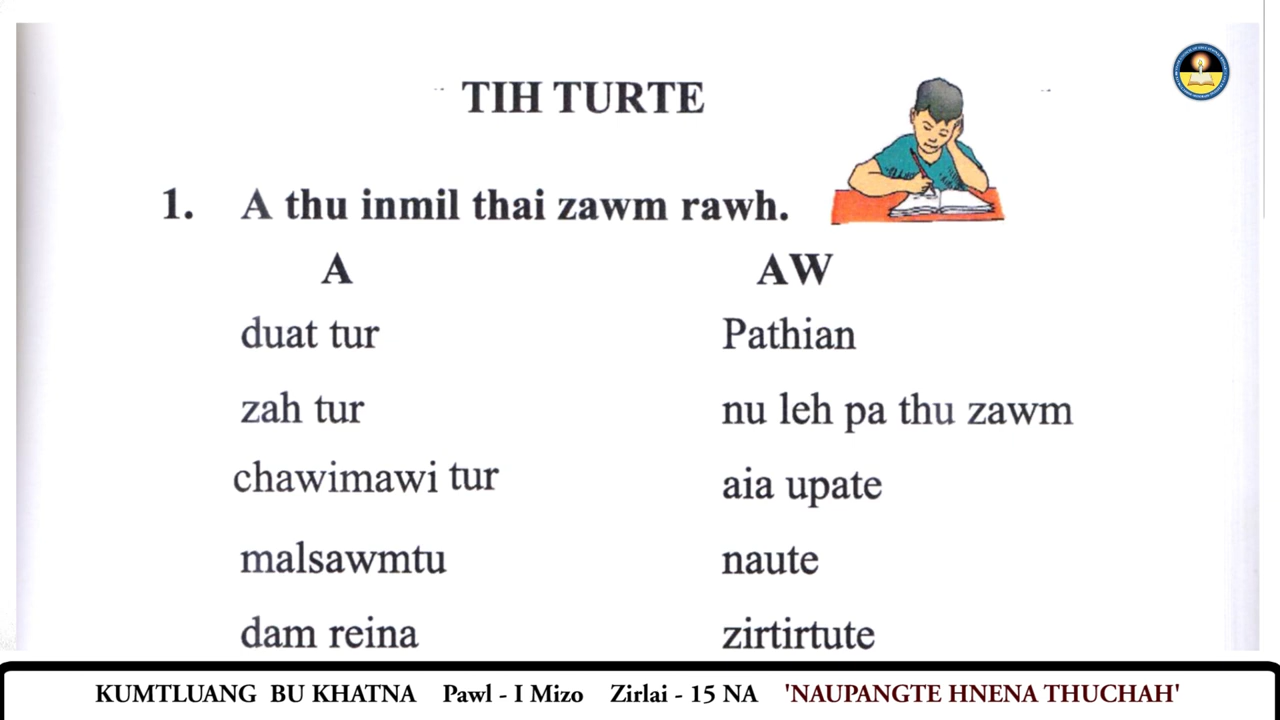 TIH TURTE
1. A thu inmil thai zawm rawh.
A AW
duat tur Pathian
zah tur nu leh pa thu zawm
chawimawi tur aia upate
malsawmtu naute
dam reina zirtirtute
KUMTLUANG BU KHATNA Pawl - I Mizo Zirlai - 15 NA 'NAUPANGTE HNENA THUCHAH'